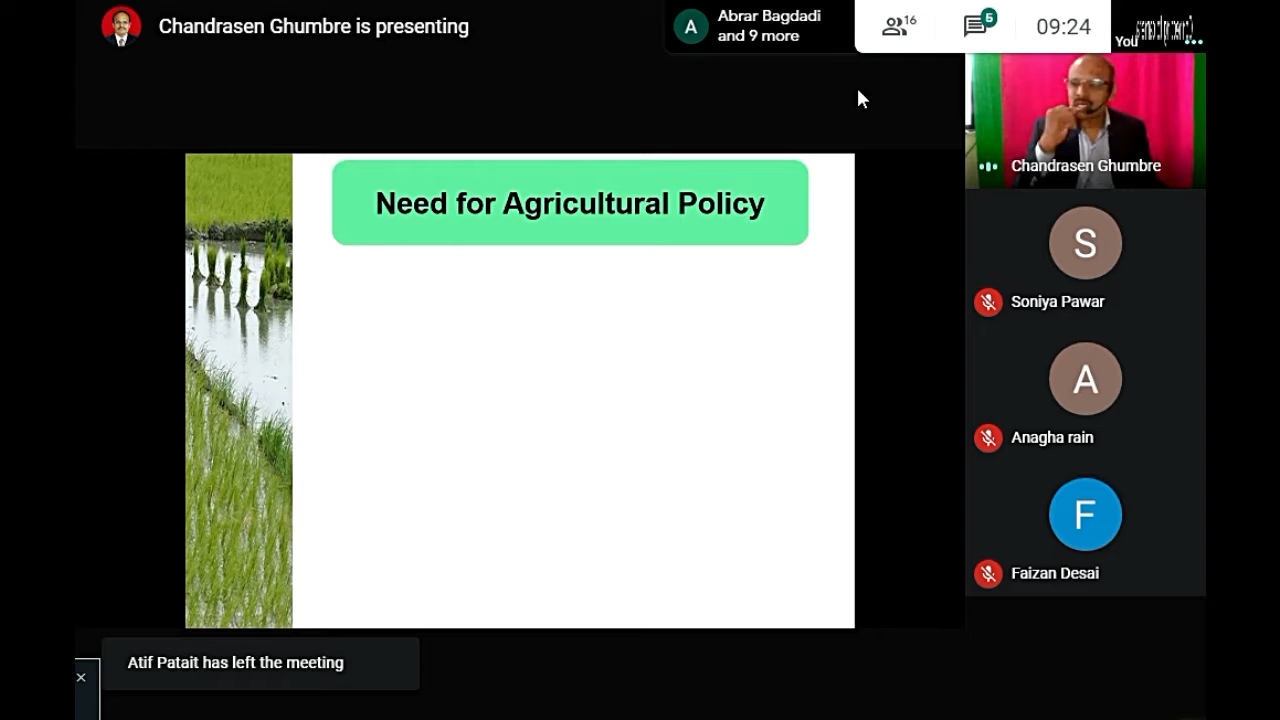 Chandrasen Ghumbre is presenting
A
Abrar Bagdadi
and 9 more
16
5
09:24
You
Chandrasen Ghumbre
Need for Agricultural Policy
S
Soniya Pawar
A
Anagha rain
F
Faizan Desai
Atif Patait has left the meeting